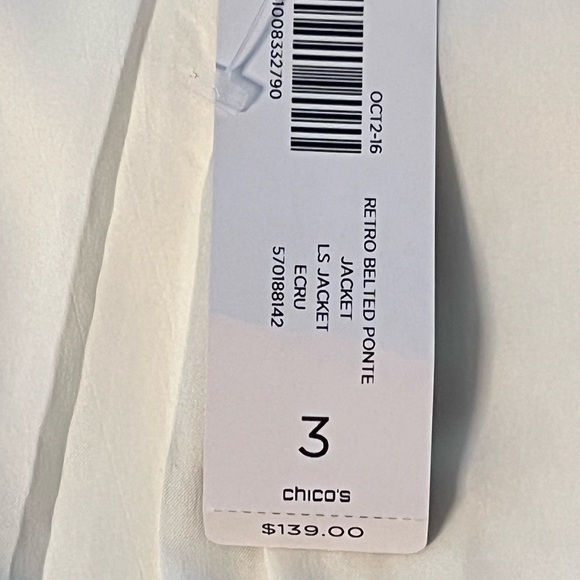 1008332790
OCT2-16
RETRO BELTED PONTE
JACKET
LS JACKET
ECRU
570188142
3
chico's
$139.00